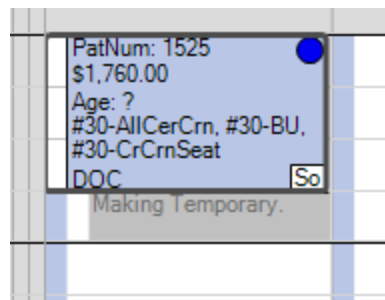 PatNum: 1525
$1,760.00
Age: ?
#30-AllCerCrn, #30-BU,
#30-CrCrnSeat
DOC
So
Making Temporary.